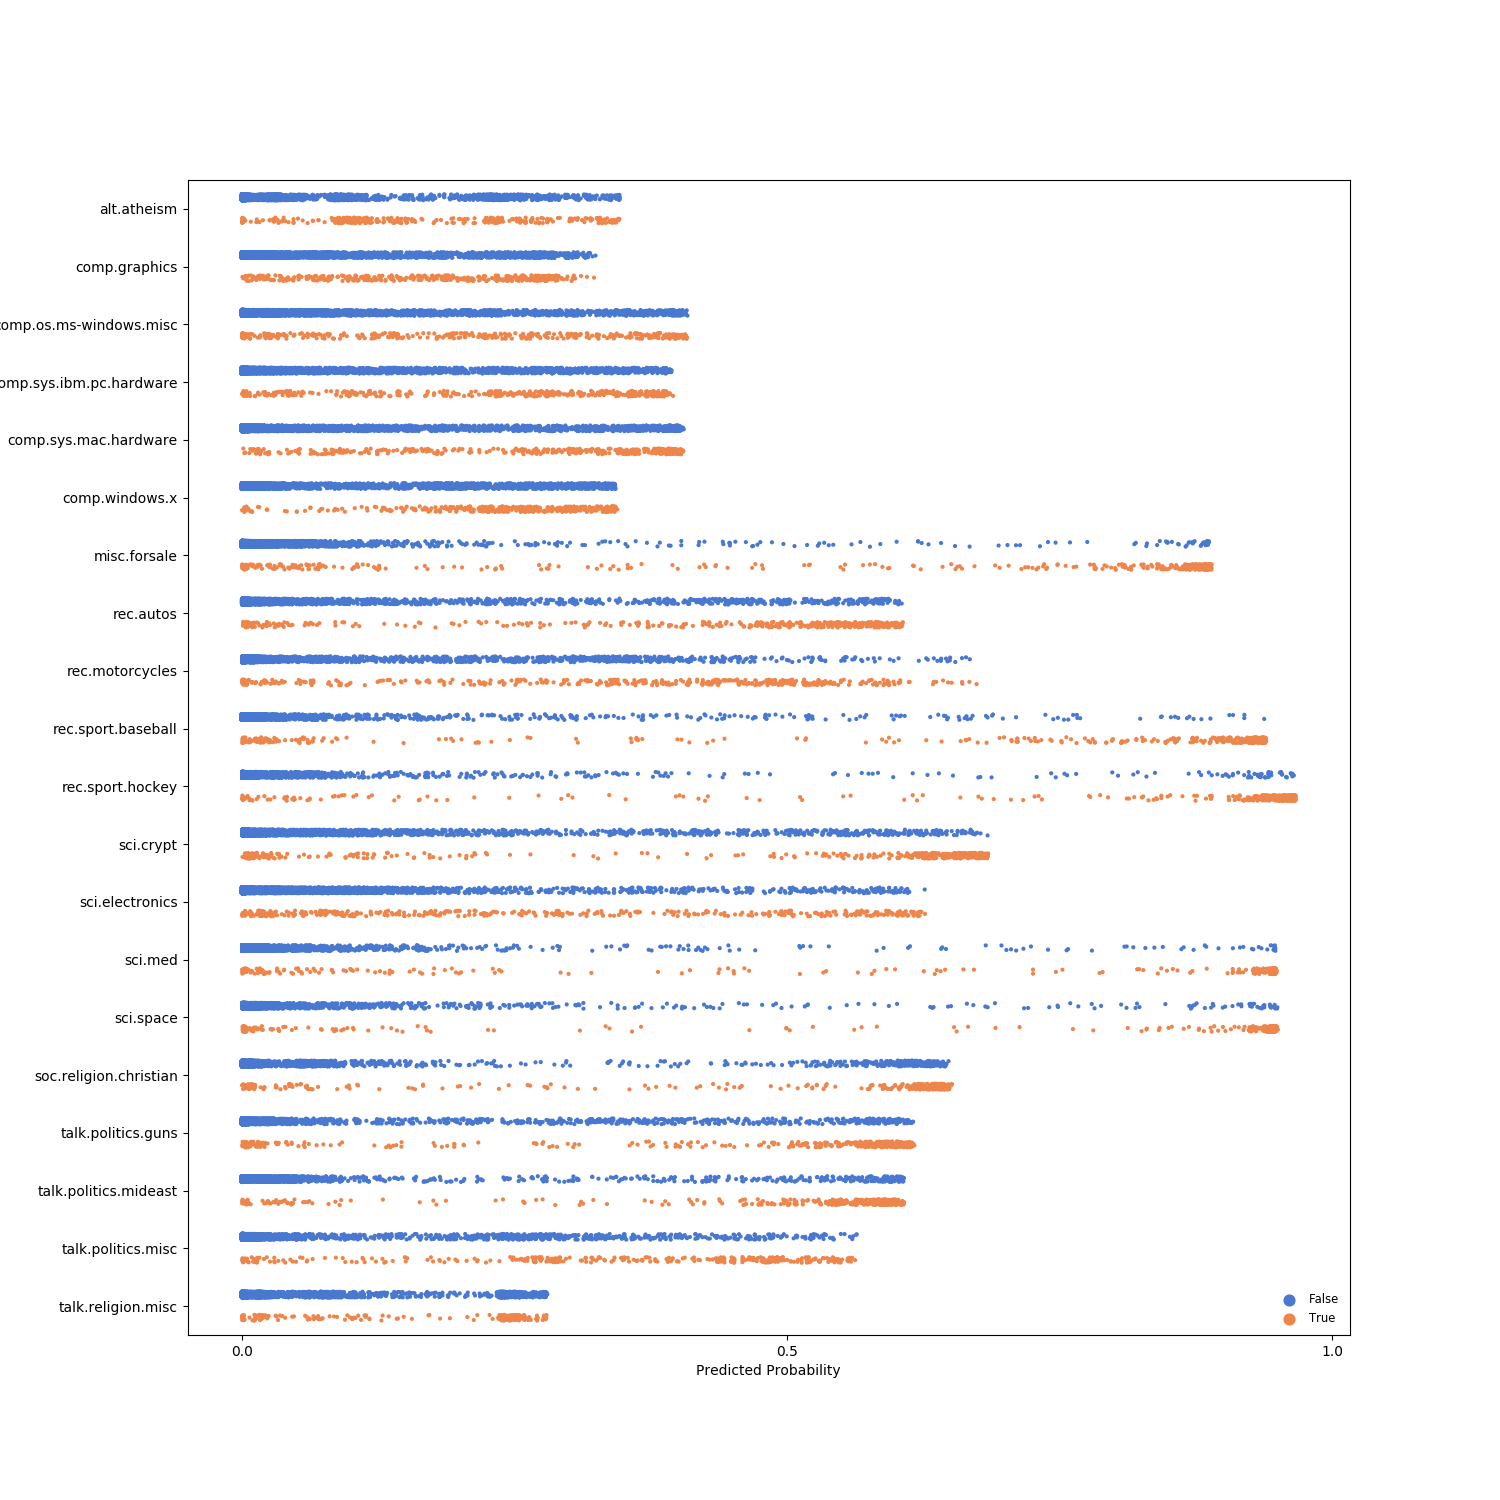 alt.atheism
comp.graphics
comp.os.ms-windows.misc
comp.sys.ibm.pc.hardware
comp.sys.mac.hardware
comp.windows.x
misc.forsale
rec.autos
rec.motorcycles
rec.sport.baseball
rec.sport.hockey
sci.crypt
sci.electronics
sci.med
sci.space
soc.religion.christian
talk.politics.guns
talk.politics.mideast
talk.politics.misc
talk.religion.misc
False
True
0.0 0.5 1.0
Predicted Probability